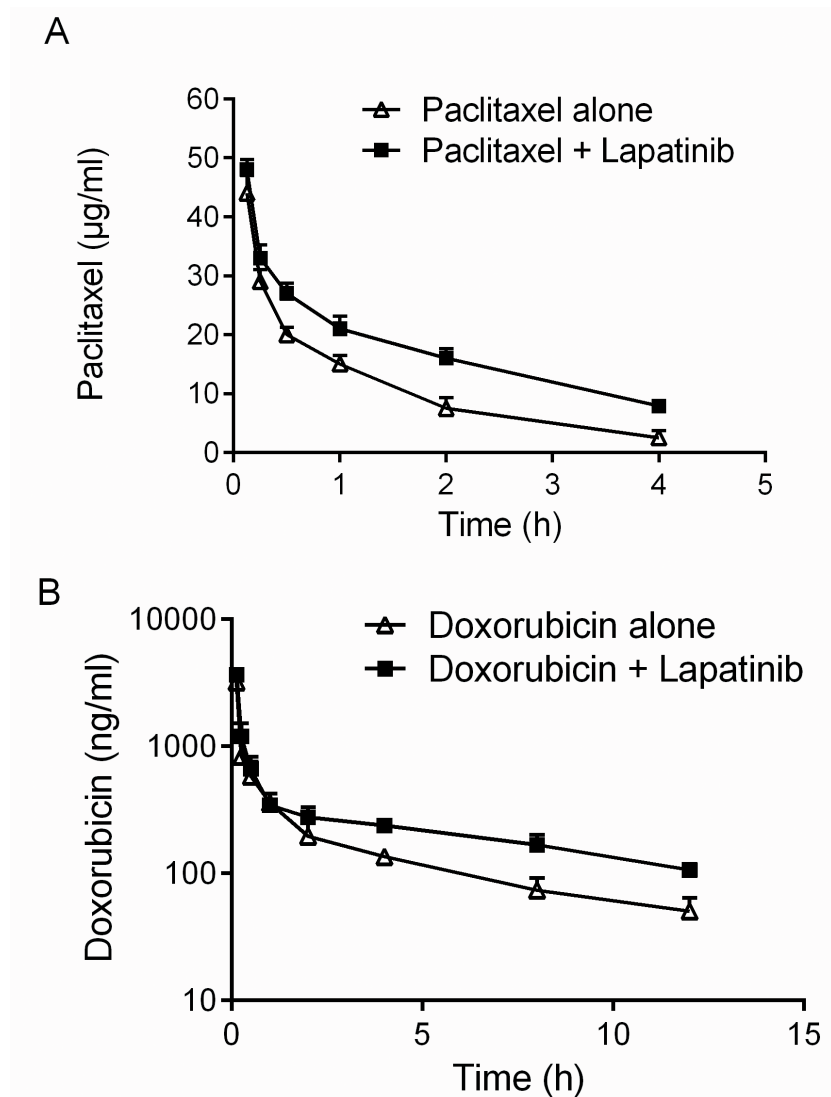 A
Paclitaxel alone
Paclitaxel + Lapatinib
Paclitaxel (µg/ml)
60
50
40
30
20
10
0
0 1 2 3 4 5
Time (h)
B
Doxorubicin alone
Doxorubicin + Lapatinib
Doxorubicin (ng/ml)
10000
1000
100
10
0 5 10 15
Time (h)